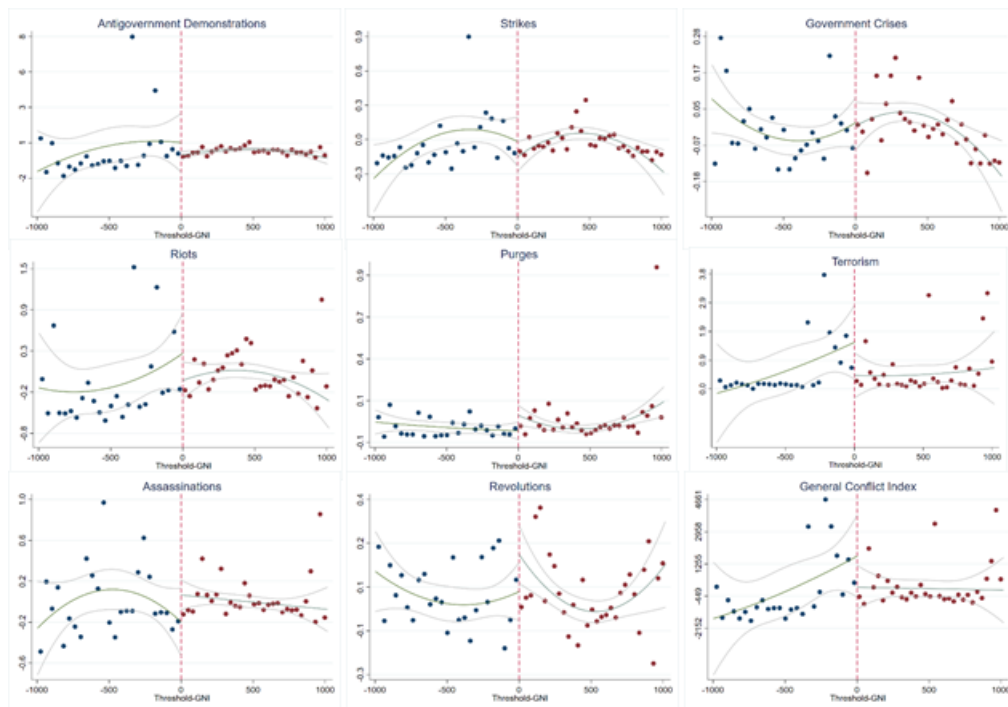 Antigovernment Demonstrations
8
6
3
1
-2
-1000 -500 0 500 1000
Threshold-GNI
Strikes
0.9
0.6
0.3
0.0
-0.3
-1000 -500 0 500 1000
Threshold-GNI
Government Crises
0.28
0.17
0.05
-0.07
-0.18
-1000 -500 0 500 1000
Threshold-GNI
Riots
1.5
0.9
0.3
-0.2
-0.8
-1000 -500 0 500 1000
Threshold-GNI
Purges
0.9
0.7
0.4
0.2
-0.1
-1000 -500 0 500 1000
Threshold-GNI
Terrorism
3.8
2.9
1.9
0.9
0.0
-1000 -500 0 500 1000
Threshold-GNI
Assassinations
1.0
0.6
0.2
-0.2
-0.6
-1000 -500 0 500 1000
Threshold-GNI
Revolutions
0.4
0.2
0.1
-0.1
-0.3
-1000 -500 0 500 1000
Threshold-GNI
General Conflict Index
4661
2958
1255
-449
-2152
-1000 -500 0 500 1000
Threshold-GNI